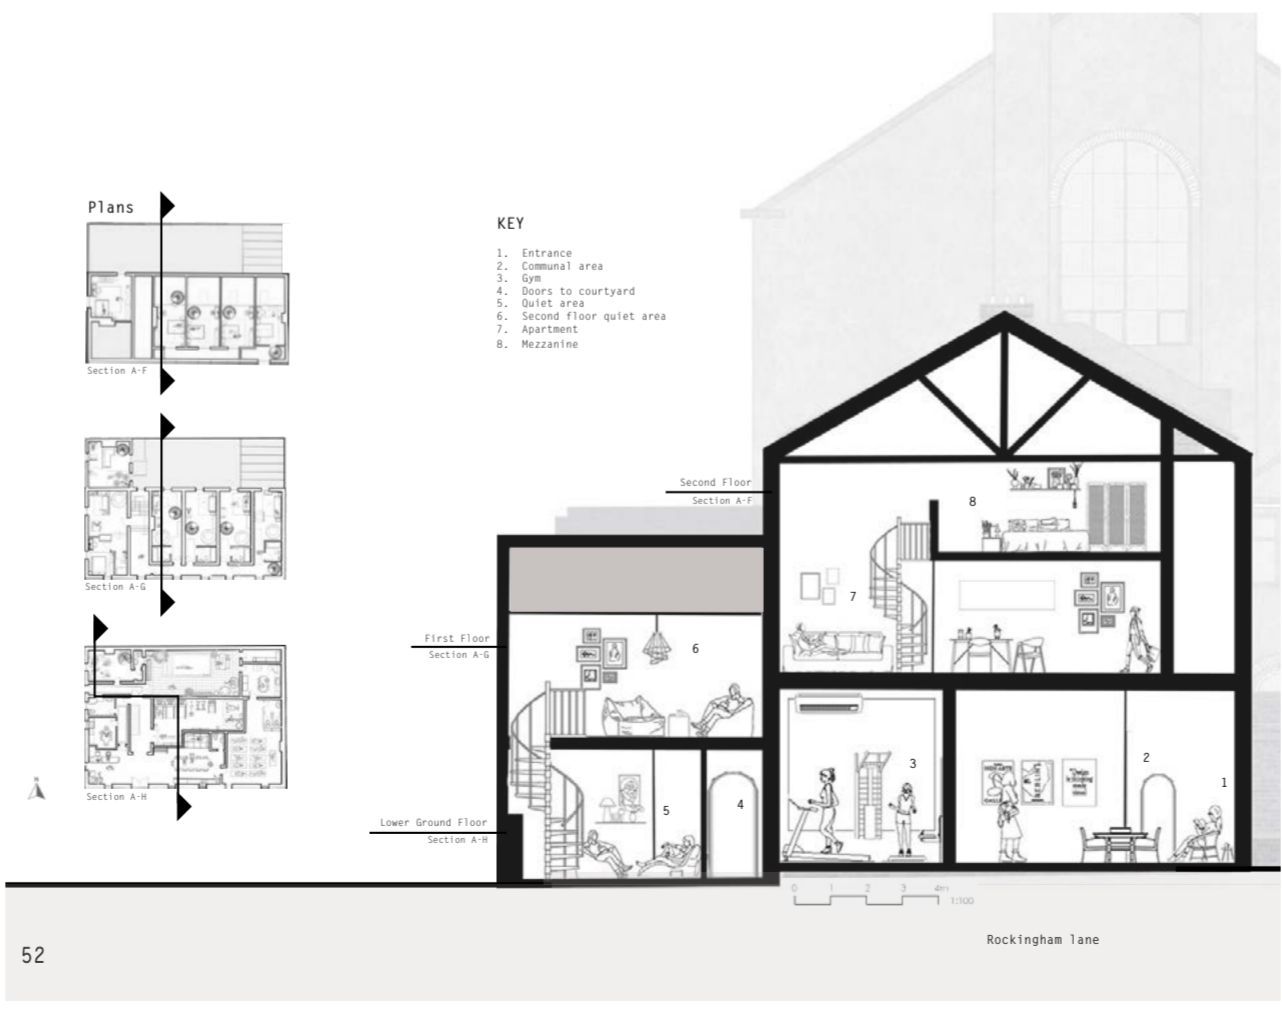 Plans
Section A-F
Section A-G
Section A-H
N
KEY
1. Entrance
2. Communal area
3. Gym
4. Doors to courtyard
5. Quiet area
6. Second floor quiet area
7. Apartment
8. Mezzanine
Second Floor
Section A-F
First Floor
Section A-G
Lower Ground Floor
Section A-H
8
7
6
5
4
3
2
1
0 1 2 3 4m
1:100
Rockingham lane
52